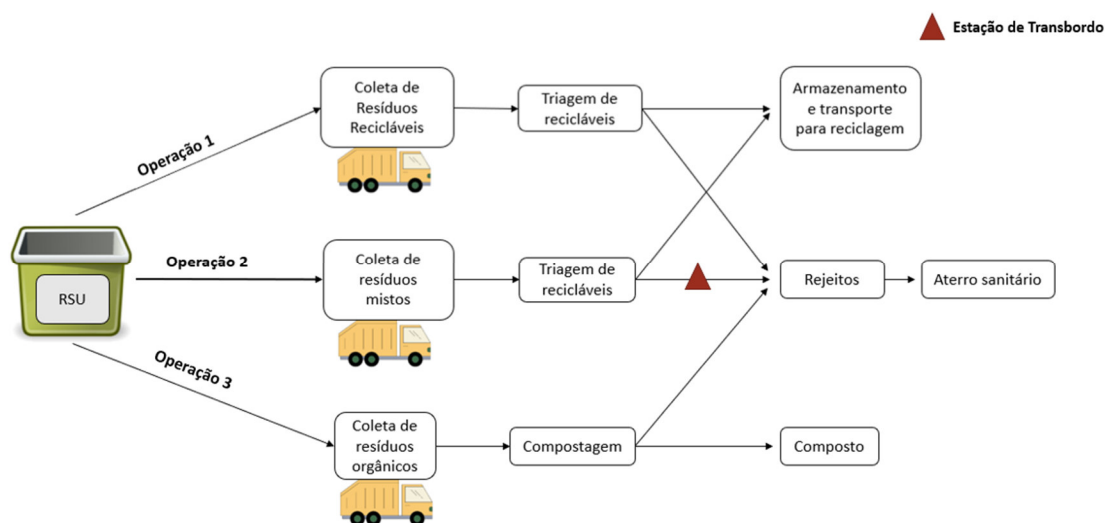 Estação de Transbordo
Coleta de
Resíduos
Recicláveis
Triagem de
recicláveis
Armazenamento
e transporte
para reciclagem
Operação 1
RSU
Operação 2
Coleta de
resíduos
mistos
Triagem de
recicláveis
Rejeitos
Aterro sanitário
Operação 3
Coleta de
resíduos
orgânicos
Compostagem
Composto